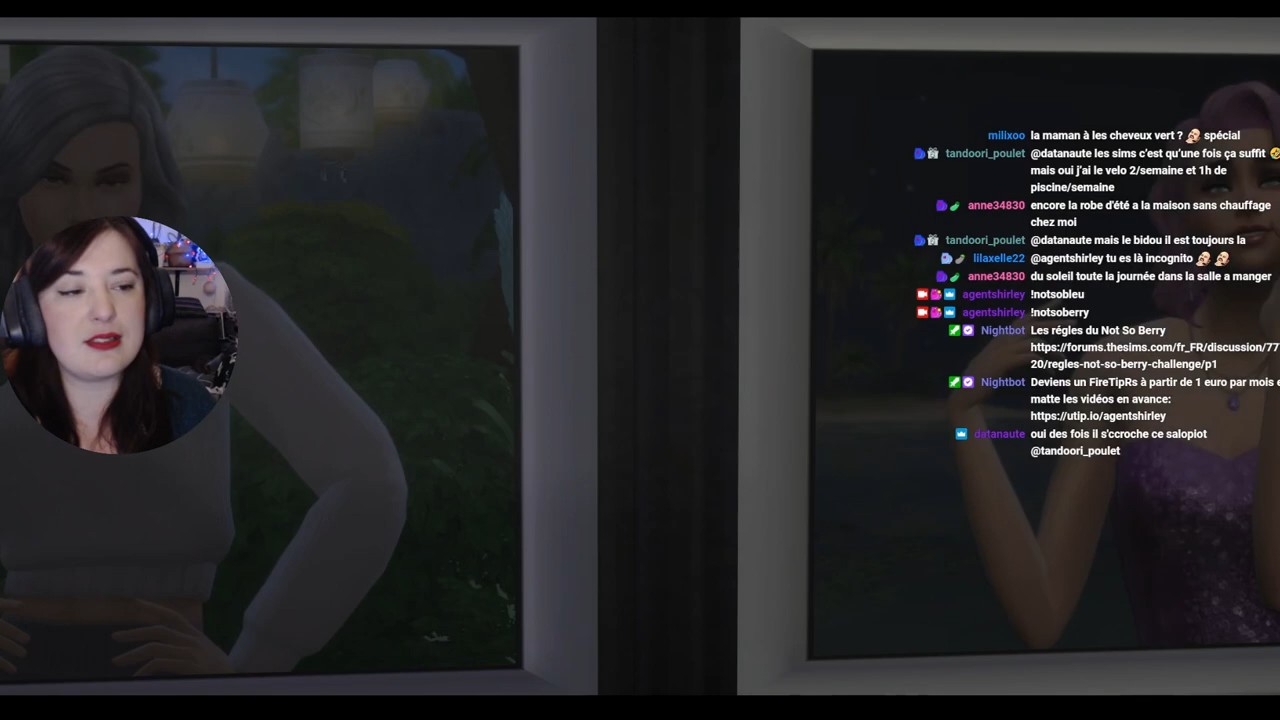 milixoo la maman à les cheveux vert ? spécial
tandoori_poulet @datanaute les sims c'est qu'une fois ça suffit
mais oui j'ai le velo 2/semaine et 1h de
piscine/semaine
anne34830 encore la robe d'été a la maison sans chauffage
chez moi
tandoori_poulet @datanaute mais le bidou il est toujours la
lilaxelle22 @agentshirley tu es là incognito
anne34830 du soleil toute la journée dans la salle a manger
agentshirley !notsobleu
agentshirley !notsoberry
Nightbot Les régles du Not So Berry
https://forums.thesims.com/fr_FR/discussion/77
20/regles-not-so-berry-challenge/p1
Nightbot Deviens un FireTipRs à partir de 1 euro par mois e
matte les vidéos en avance:
https://utip.io/agentshirley
datanaute oui des fois il s'ccroche ce salopiot
@tandoori_poulet